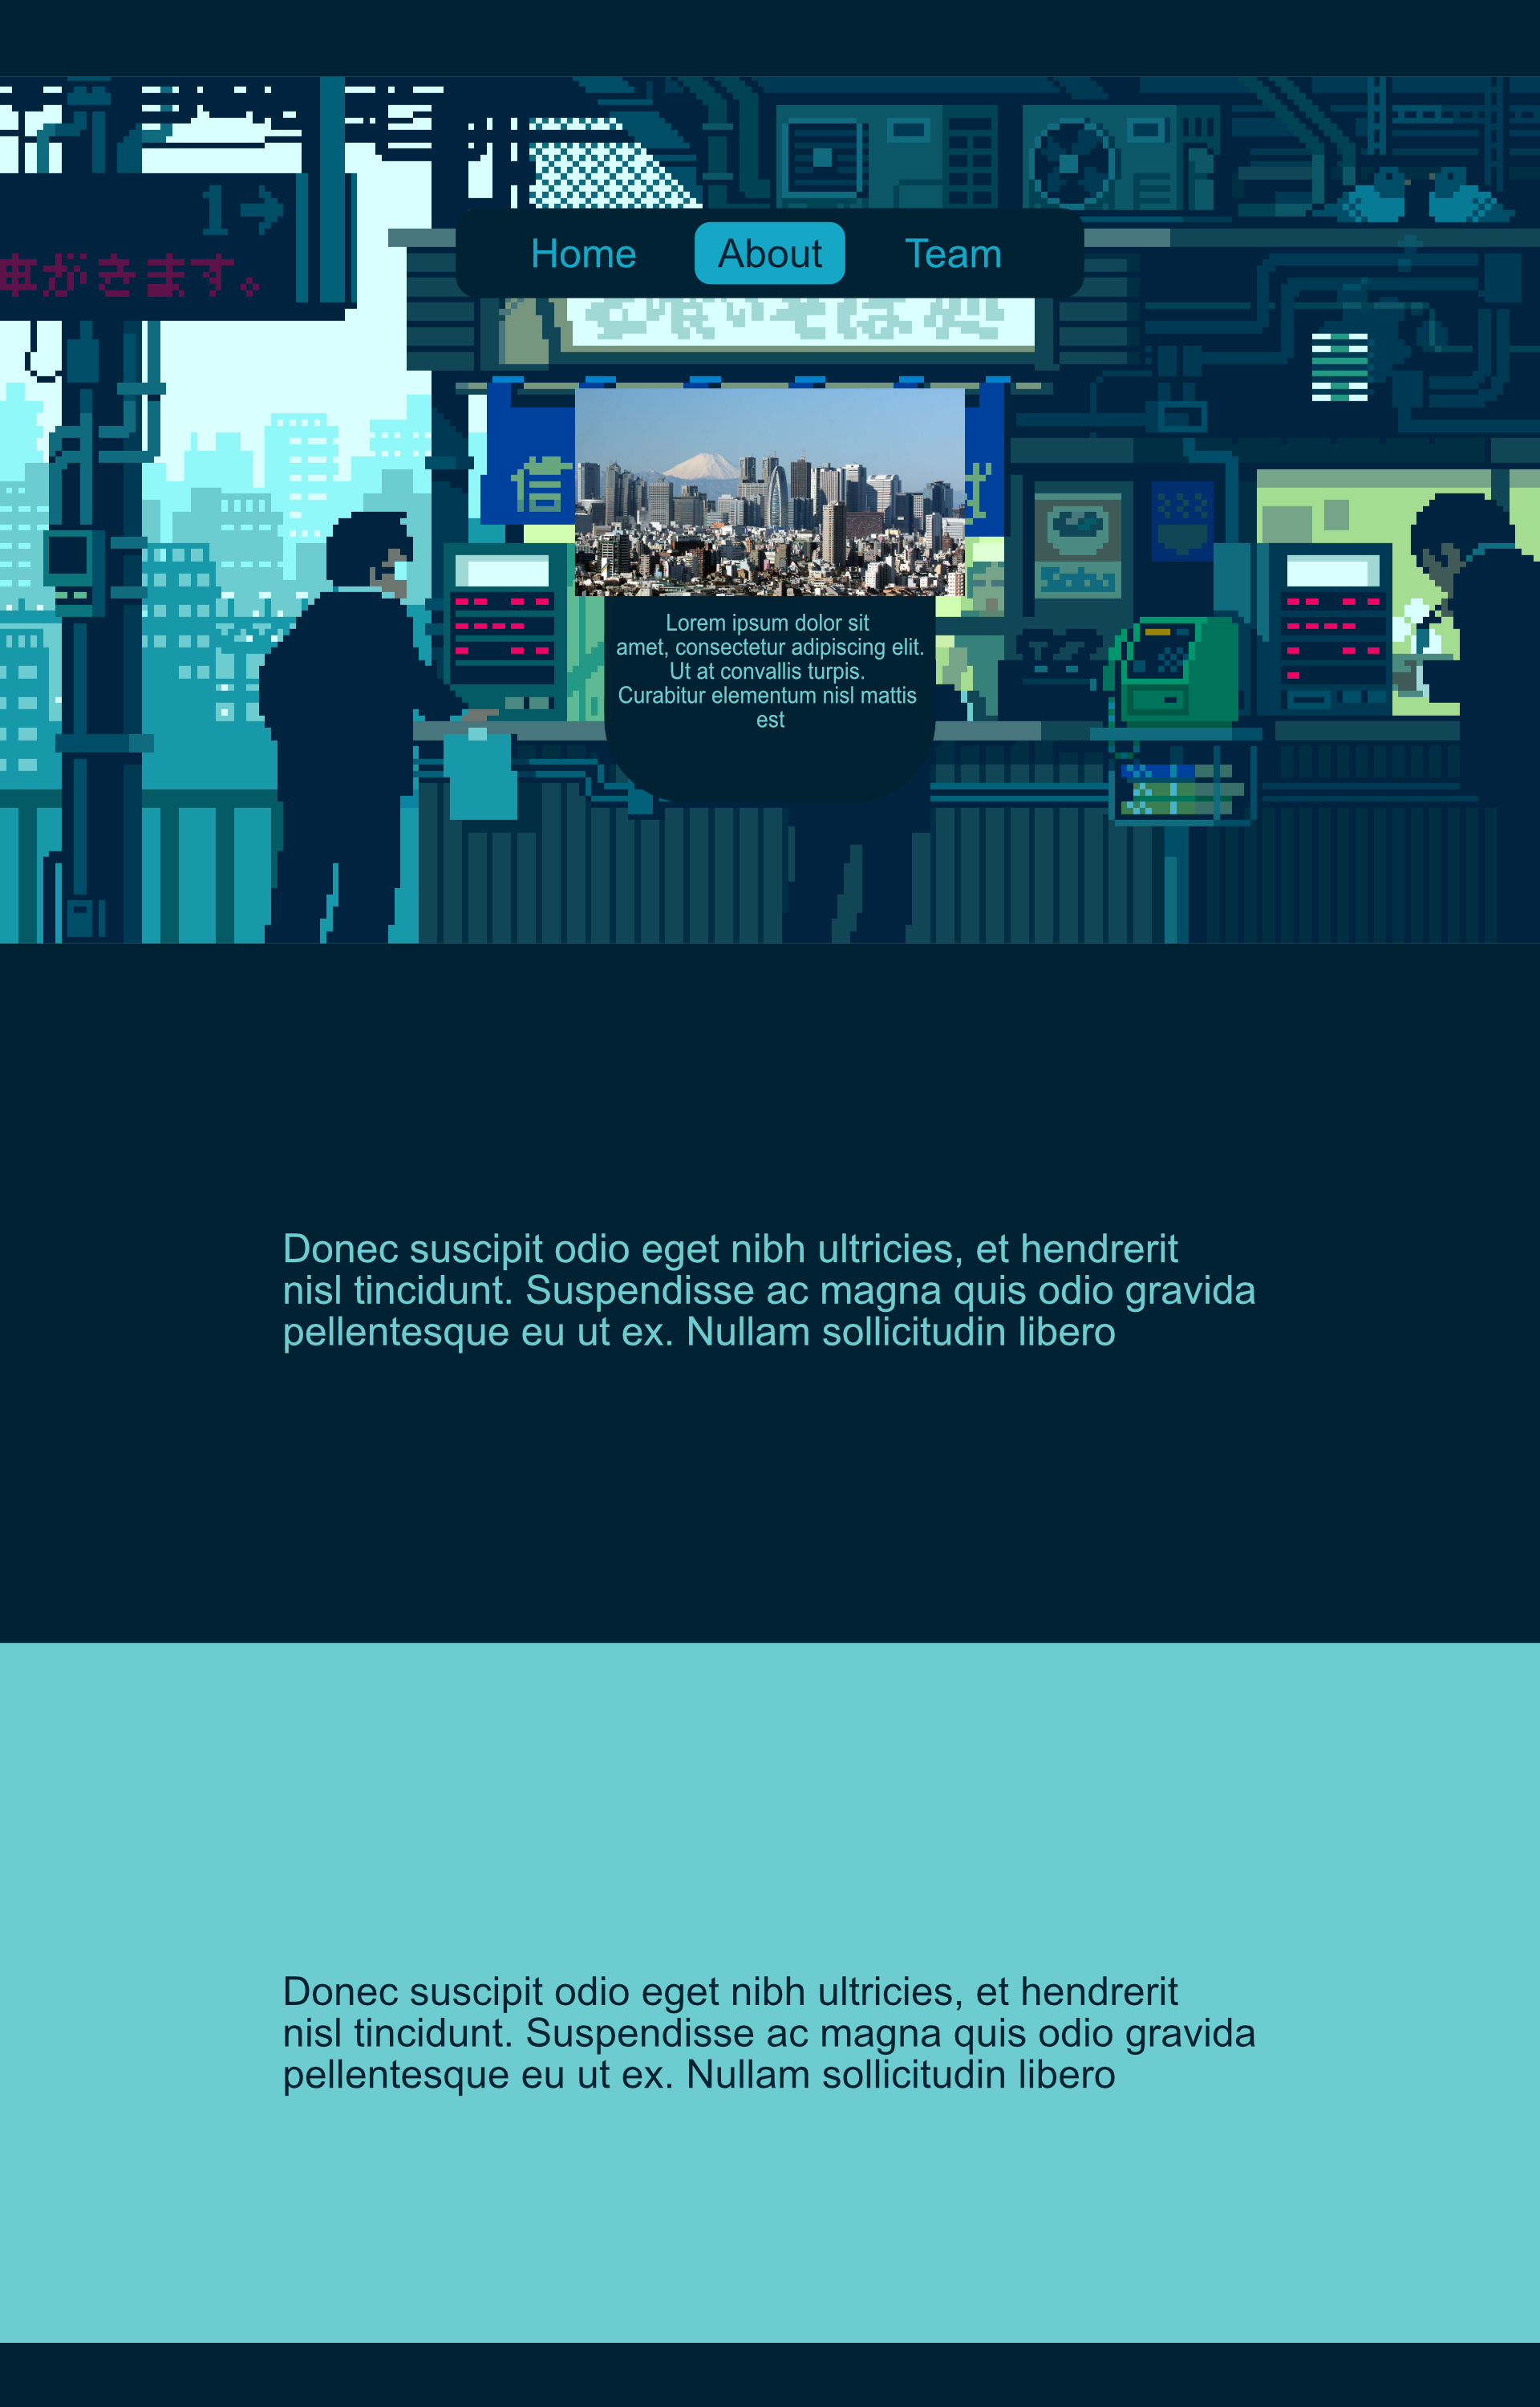 1→
車がきます。
Home
About
Team
信
Lorem ipsum dolor sit
amet, consectetur adipiscing elit.
Ut at convallis turpis.
Curabitur elementum nisl mattis
est
Donec suscipit odio eget nibh ultricies, et hendrerit
nisl tincidunt. Suspendisse ac magna quis odio gravida
pellentesque eu ut ex. Nullam sollicitudin libero
Donec suscipit odio eget nibh ultricies, et hendrerit
nisl tincidunt. Suspendisse ac magna quis odio gravida
pellentesque eu ut ex. Nullam sollicitudin libero